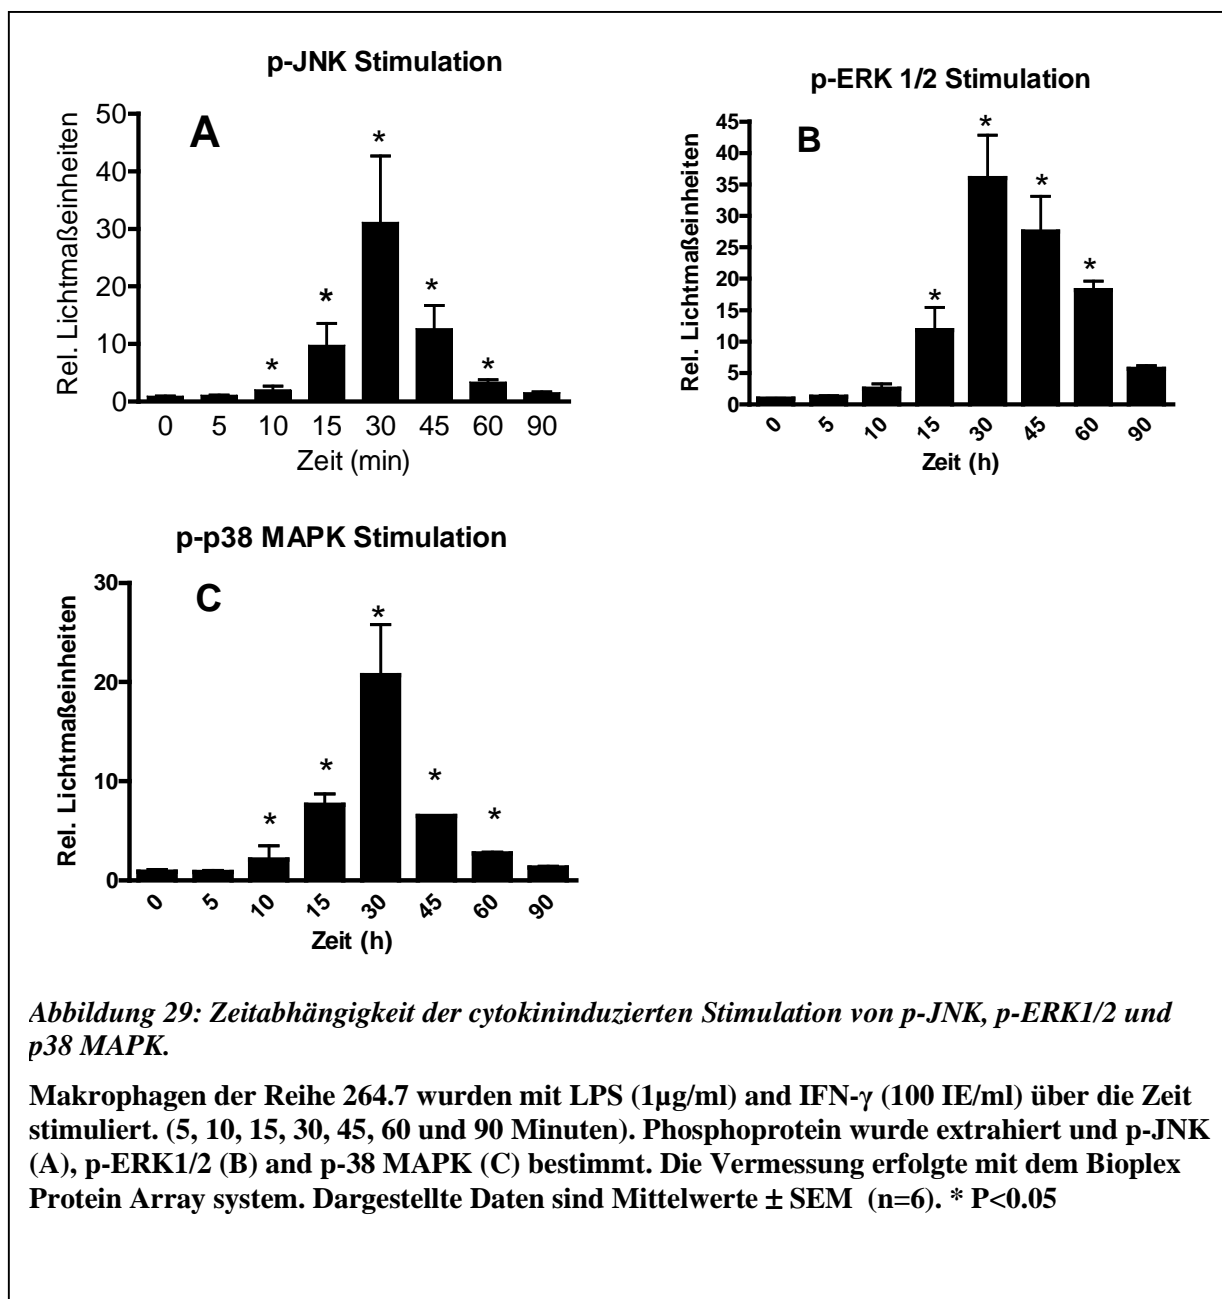 p-JNK Stimulation
A
Rel. Lichtmaßeinheiten
50
40
30
20
10
0
* * * * *
0 5 10 15 30 45 60 90
Zeit (min)
p-ERK 1/2 Stimulation
B
Rel. Lichtmaßeinheiten
45
40
35
30
25
20
15
10
5
0
* * * *
0 5 10 15 30 45 60 90
Zeit (h)
p-p38 MAPK Stimulation
C
Rel. Lichtmaßeinheiten
30
20
10
0
* * * * *
0 5 10 15 30 45 60 90
Zeit (h)
Abbildung 29: Zeitabhängigkeit der cytokininduzierten Stimulation von p-JNK, p-ERK1/2 und
p38 MAPK.
Makrophagen der Reihe 264.7 wurden mit LPS (1µg/ml) and IFN-γ (100 IE/ml) über die Zeit
stimuliert. (5, 10, 15, 30, 45, 60 und 90 Minuten). Phosphoprotein wurde extrahiert und p-JNK
(A), p-ERK1/2 (B) and p-38 MAPK (C) bestimmt. Die Vermessung erfolgte mit dem Bioplex
Protein Array system. Dargestellte Daten sind Mittelwerte ± SEM (n=6). * P<0.05